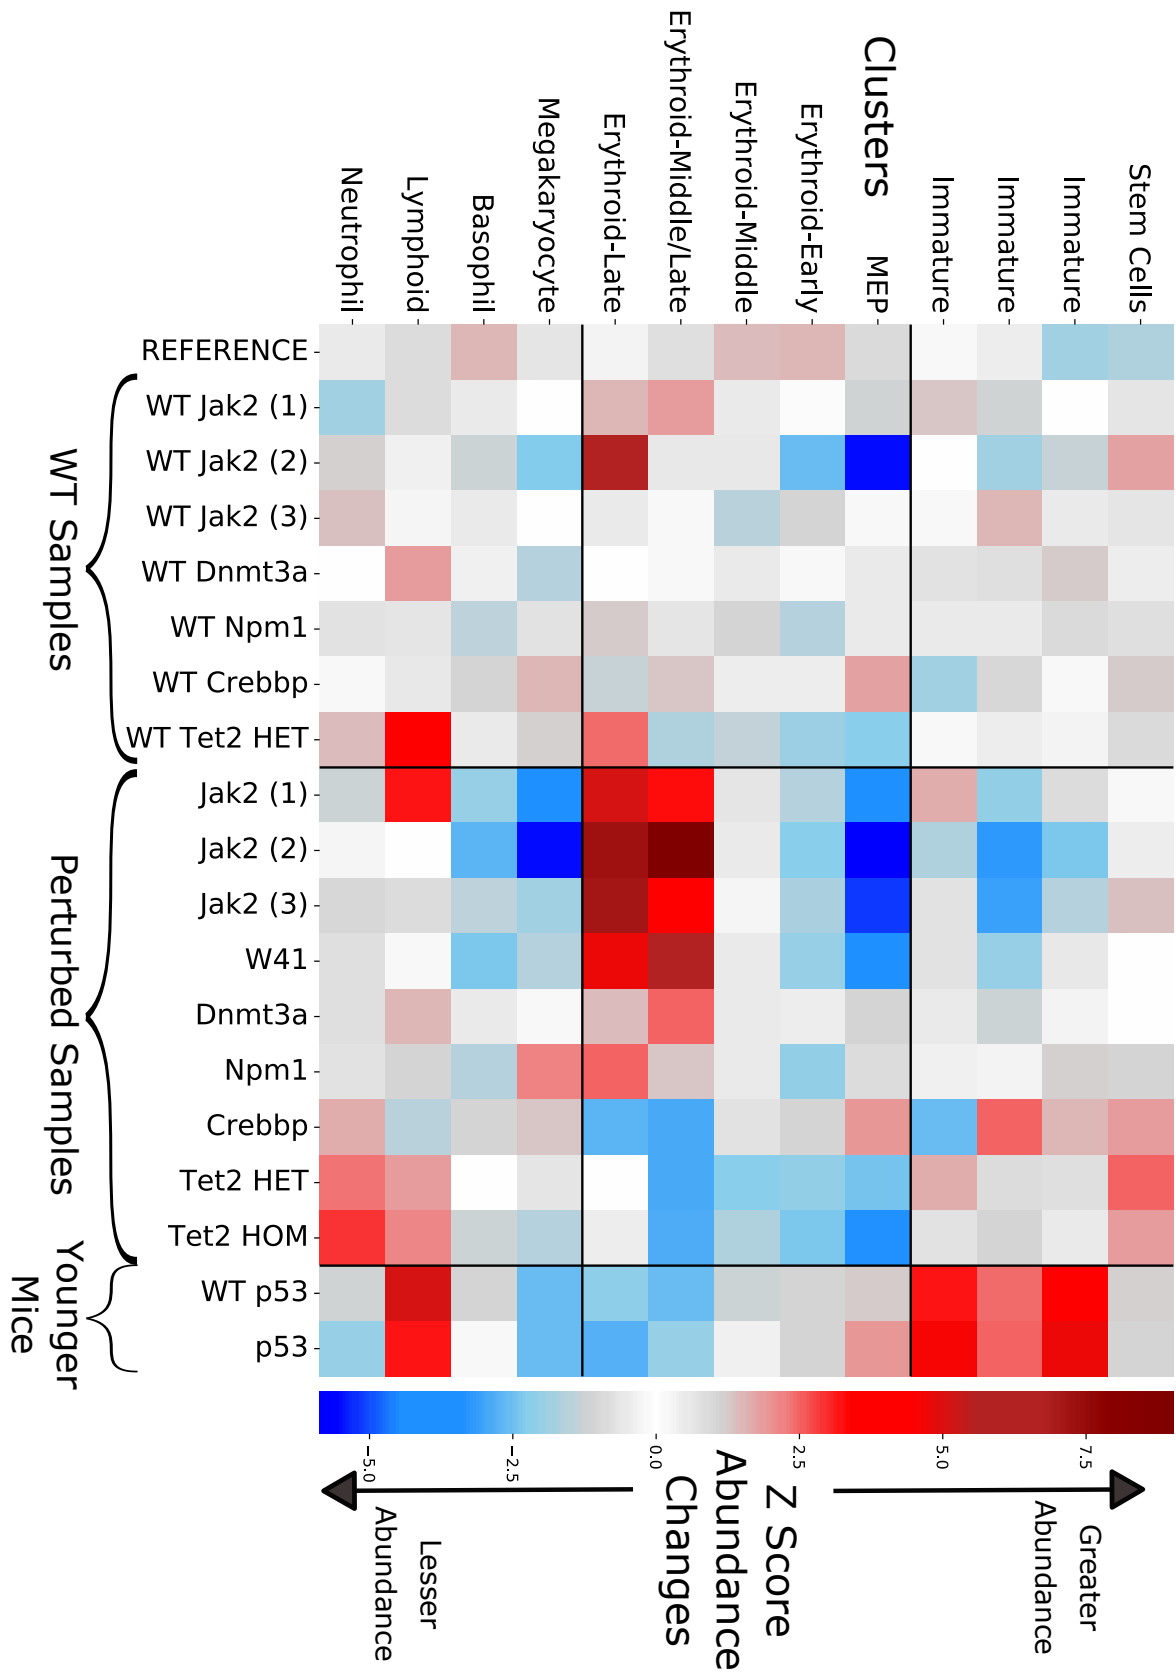 Clusters
Neutrophil
Lymphoid
Basophil
Megakaryocyte
Erythroid-Late
Erythroid-Middle/Late
Erythroid-Middle
Erythroid-Early
MEP
Immature
Immature
Immature
Stem Cells
REFERENCE
WT Jak2 (1)
WT Jak2 (2)
WT Jak2 (3)
WT Dnmt3a
WT Npm1
WT Crebbp
WT Tet2 HET
Jak2 (1)
Jak2 (2)
Jak2 (3)
W41
Dnmt3a
Npm1
Crebbp
Tet2 HET
Tet2 HOM
WT p53
p53
WT Samples
Perturbed Samples
Younger
Mice
-5.0
-2.5
0.0
2.5
5.0
7.5
Z Score
Abundance
Changes
Greater
Abundance
Lesser
Abundance